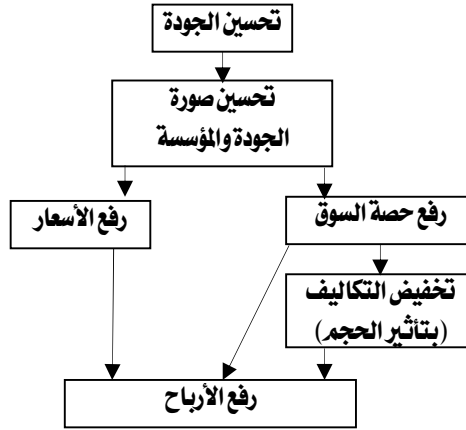 تحسين الجودة
تحسين صورة
الجودة والمؤسسة
رفع حصة السوق
رفع الأسعار
تخفيض التكاليف
(بتأثير الحجم)
رفع الأرباح